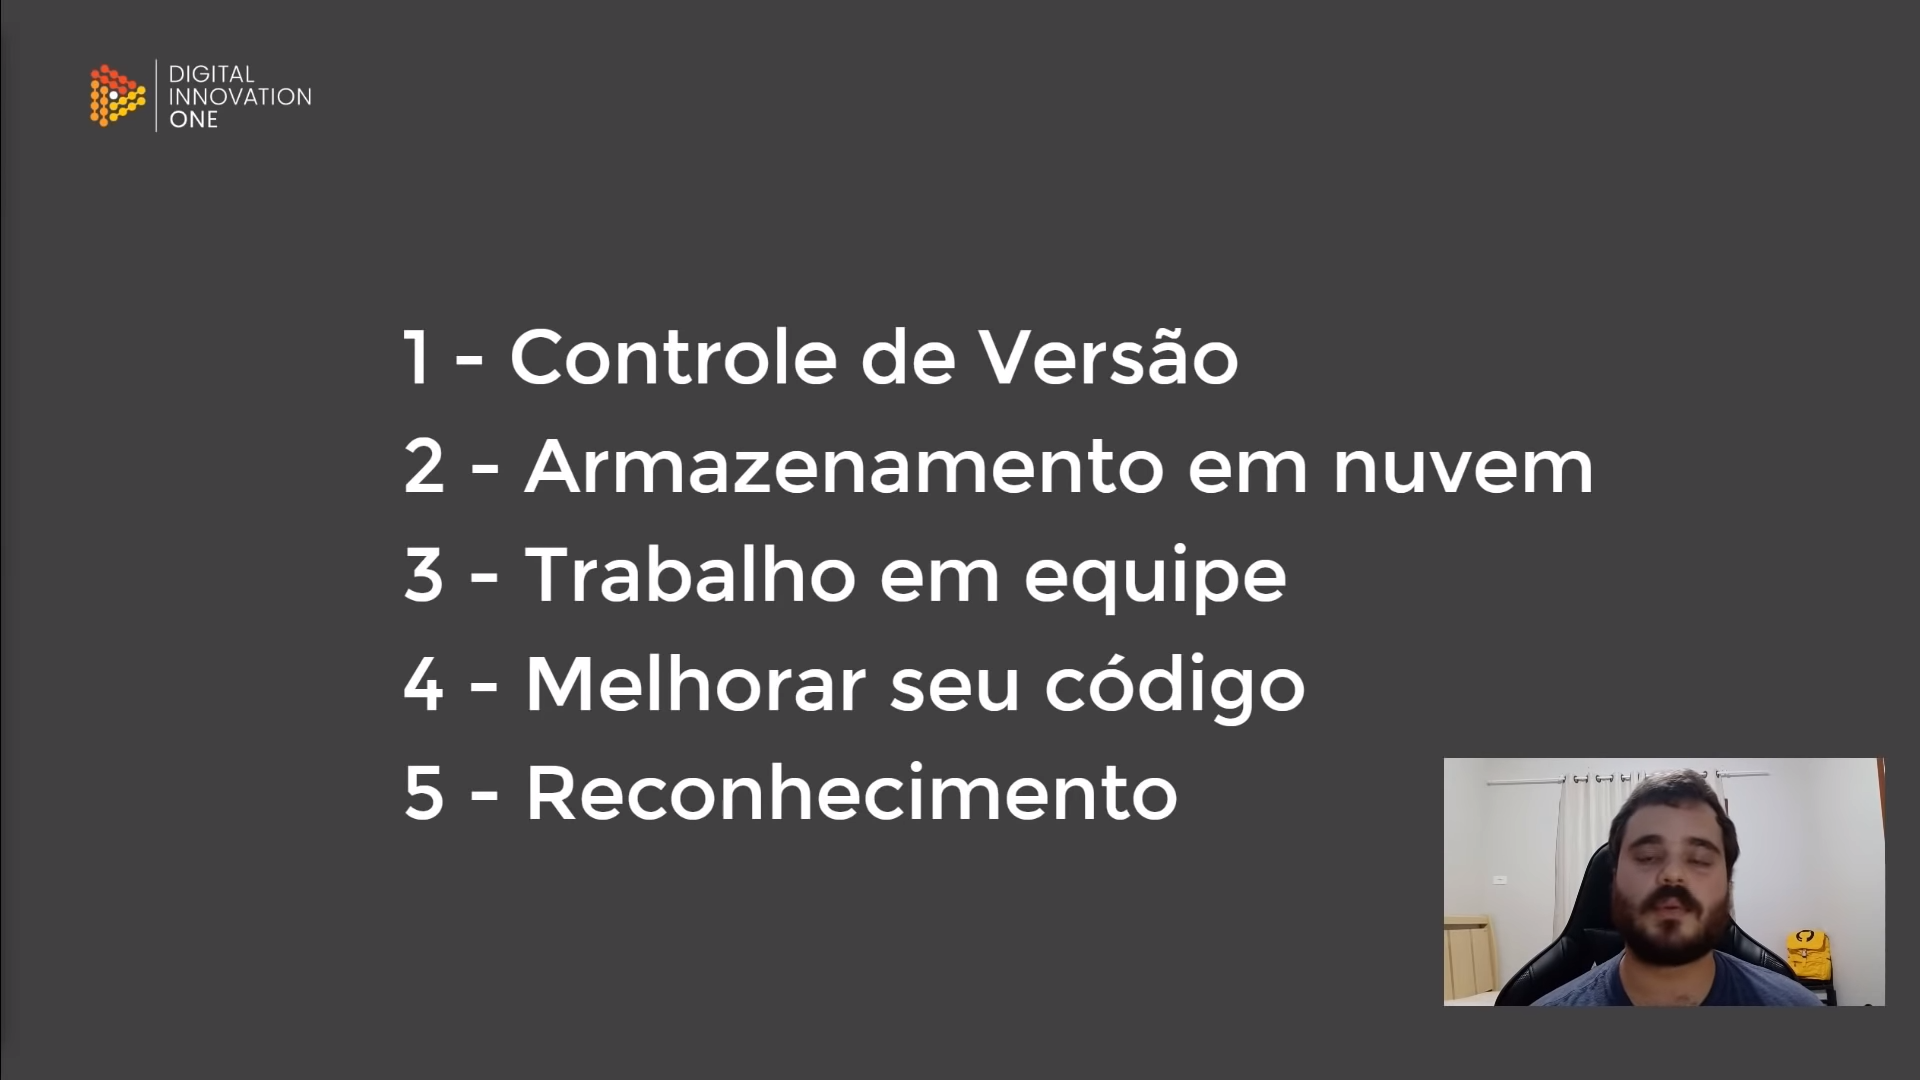 DIGITAL
INNOVATION
ONE
1 - Controle de Versão
2 - Armazenamento em nuvem
3 - Trabalho em equipe
4 - Melhorar seu código
5 - Reconhecimento